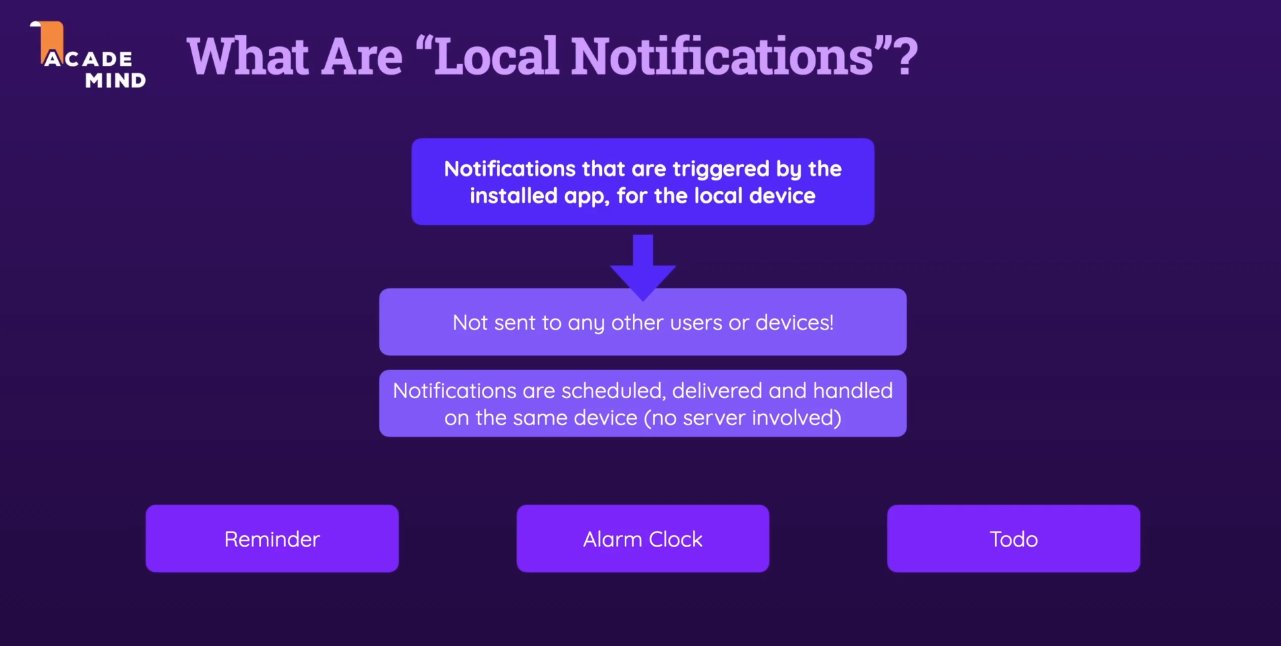 ACADE
MIND
What Are “Local Notifications”?
Notifications that are triggered by the
installed app, for the local device
Not sent to any other users or devices!
Notifications are scheduled, delivered and handled
on the same device (no server involved)
Reminder
Alarm Clock
Todo